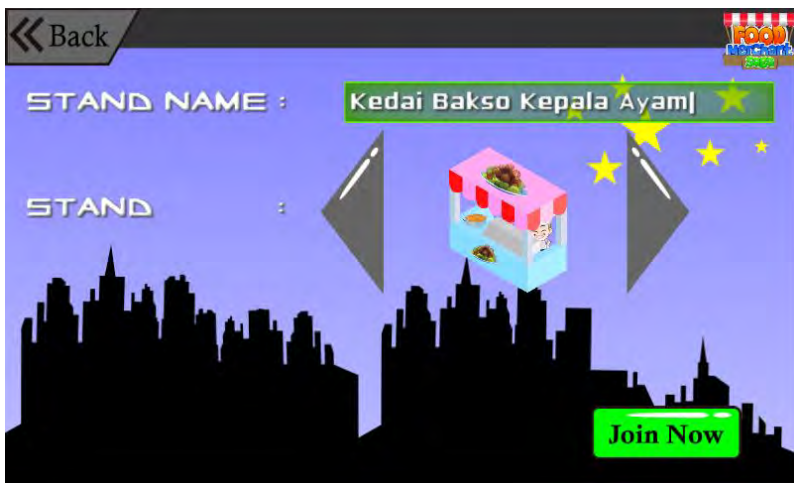 Back
FOOD
Merchant
STAND NAME :
Kedai Bakso Kepala Ayam
STAND :
Join Now